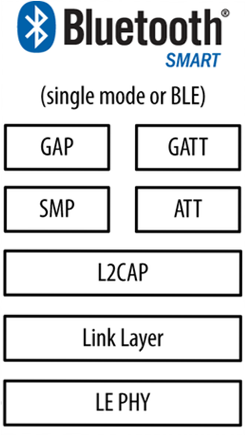 Bluetooth®
SMART
(single mode or BLE)
GAP GATT
SMP ATT
L2CAP
Link Layer
LE PHY